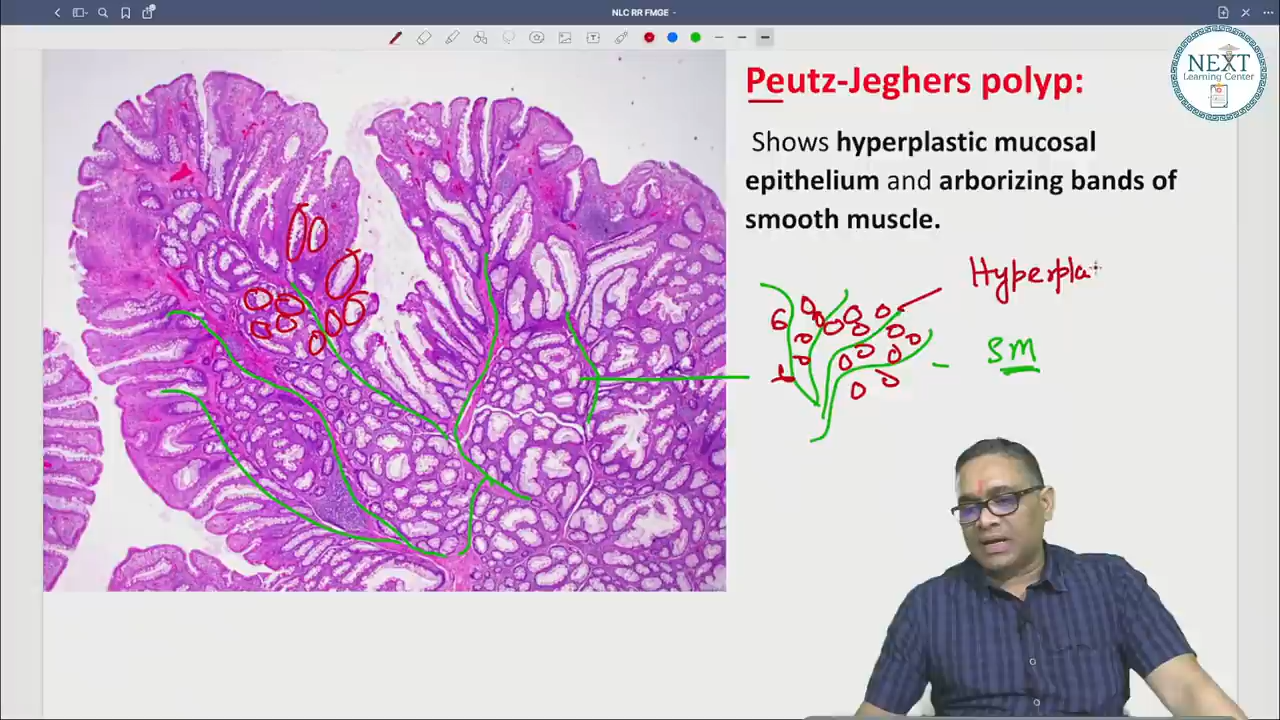 NLC RR FMGE
NEXT
Learning Center
Peutz-Jeghers polyp:
Shows hyperplastic mucosal
epithelium and arborizing bands of
smooth muscle.
Hyperpla
SM